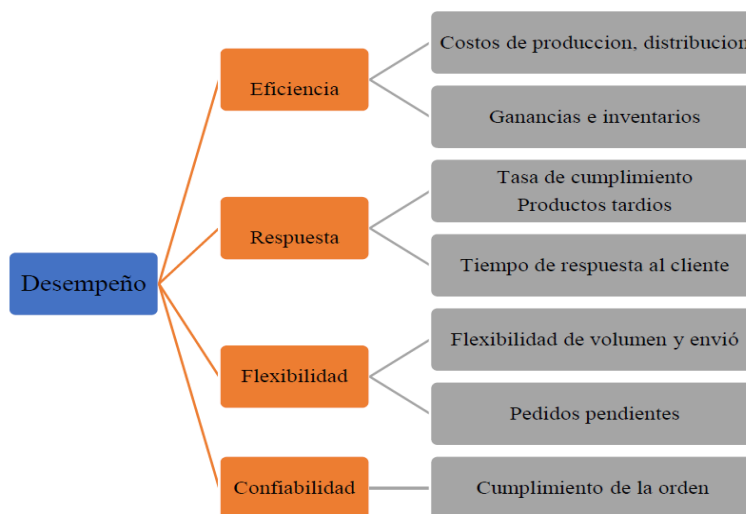 Desempeño
Eficiencia
Costos de produccion, distribucion
Ganancias e inventarios
Respuesta
Tasa de cumplimiento
Productos tardios
Tiempo de respuesta al cliente
Flexibilidad
Flexibilidad de volumen y envió
Pedidos pendientes
Confiabilidad
Cumplimiento de la orden